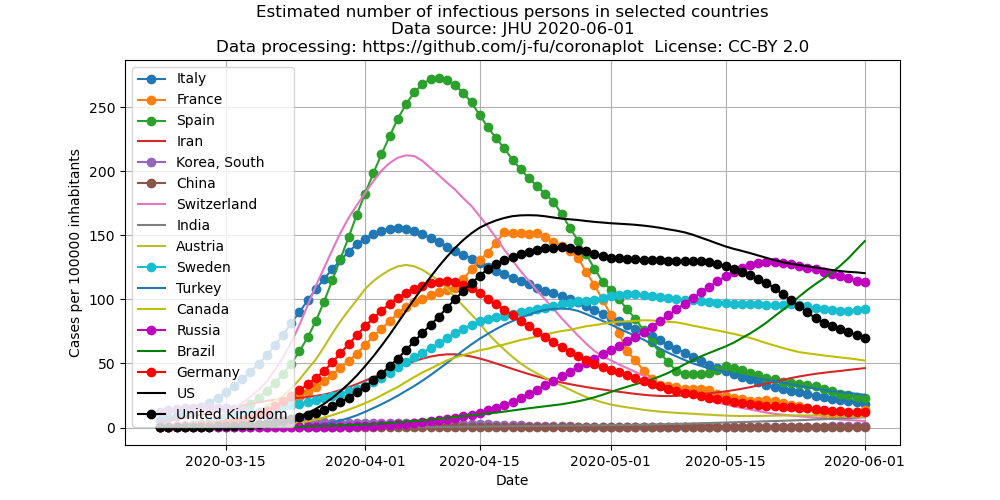 Estimated number of infectious persons in selected countries
Data source: JHU 2020-06-01
Data processing: https://github.com/j-fu/coronaplot  License: CC-BY 2.0
Cases per 100000 inhabitants
250
200
150
100
50
0
Italy
France
Spain
Iran
Korea, South
China
Switzerland
India
Austria
Sweden
Turkey
Canada
Russia
Brazil
Germany
US
United Kingdom
2020-03-15
2020-04-01
2020-04-15
2020-05-01
2020-05-15
2020-06-01
Date